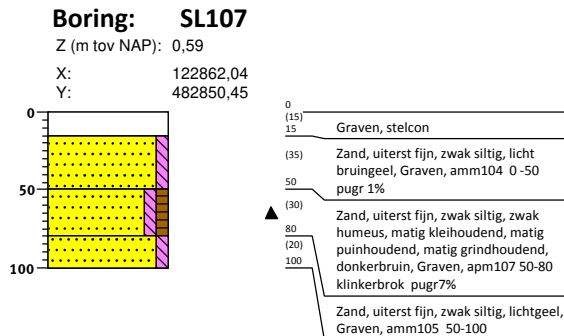 Boring: SL107
Z (m tov NAP): 0,59
X: 122862,04
Y: 482850,45
0
50
100
0
(15)
15
Graven, stelcon
(35)
Zand, uiterst fijn, zwak siltig, licht
bruingeel, Graven, amm104 0 -50
pugr 1%
50
(30)
Zand, uiterst fijn, zwak siltig, zwak
humeus, matig kleihoudend, matig
puinhoudend, matig grindhoudend,
donkerbruin, Graven, apm107 50-80
klinkerbrok pugr7%
80
(20)
100
Zand, uiterst fijn, zwak siltig, lichtgeel,
Graven, amm105 50-100